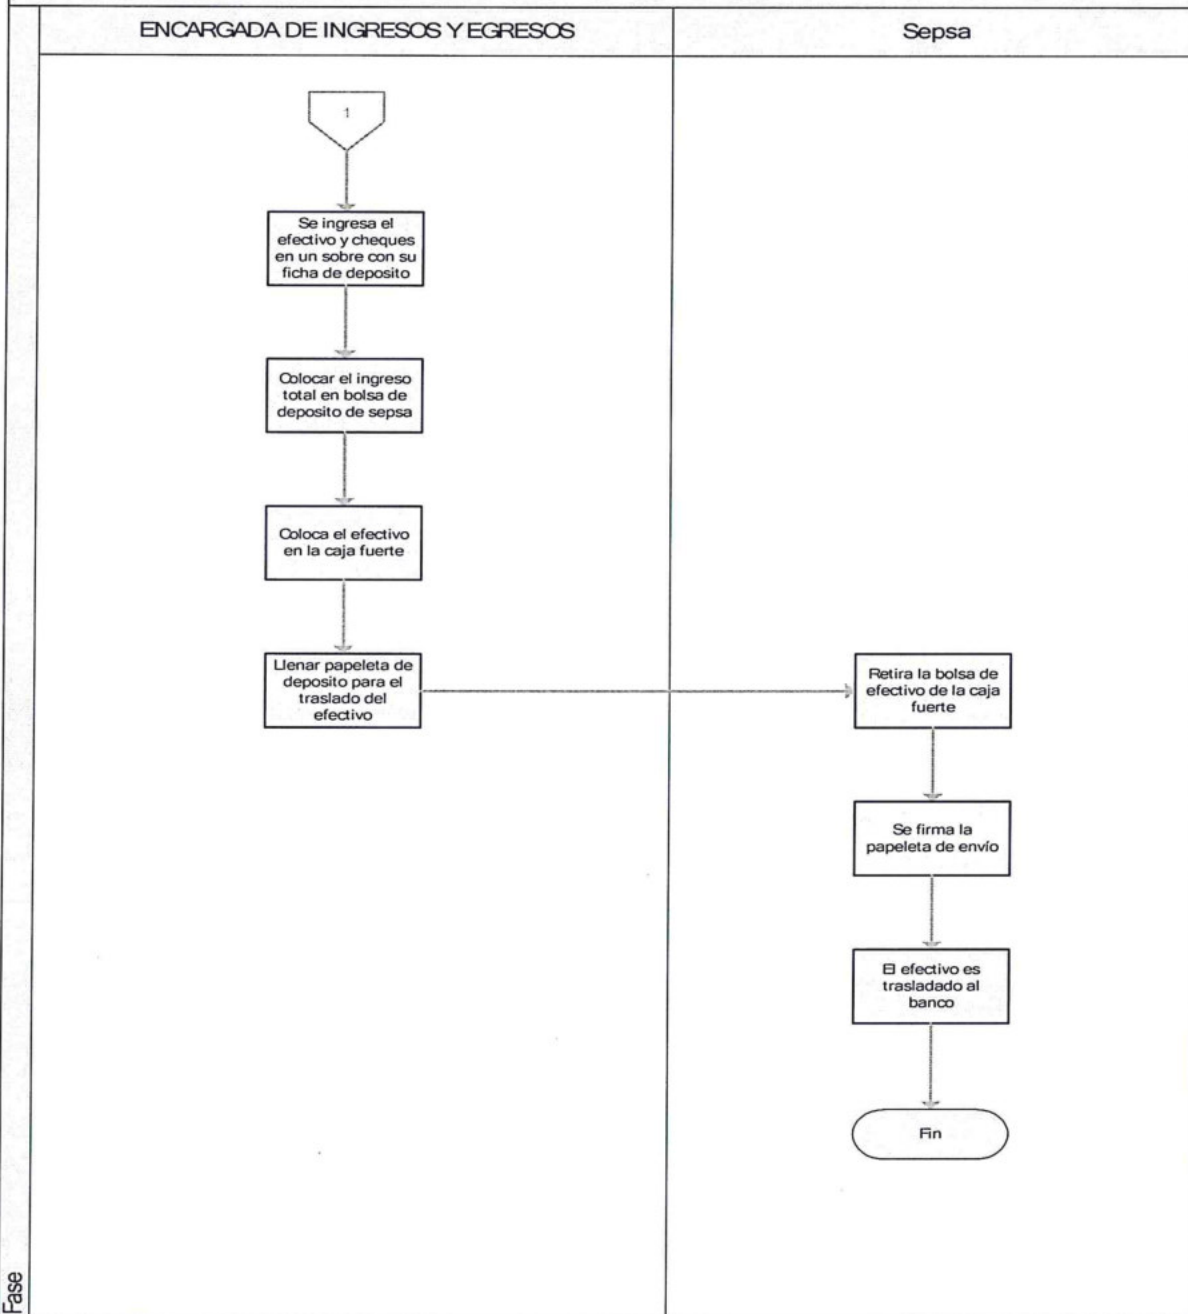 ENCARGADA DE INGRESOS Y EGRESOS
Sepsa
1
Se ingresa el
efectivo y cheques
en un sobre con su
ficha de deposito
Colocar el ingreso
total en bolsa de
deposito de sepsa
Coloca el efectivo
en la caja fuerte
Llenar papeleta de
deposito para el
traslado del
efectivo
Retira la bolsa de
efectivo de la caja
fuerte
Se firma la
papeleta de envío
El efectivo es
trasladado al
banco
Fin
Fase